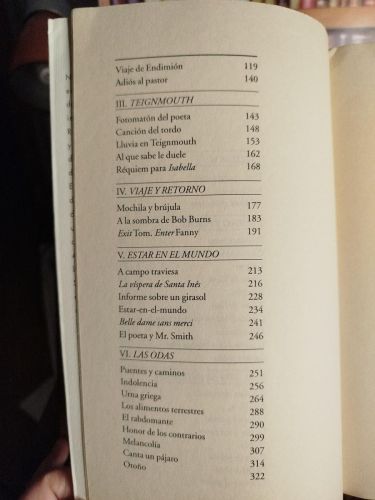 Viaje de Endimión 119
Adiós al pastor 140
III. TEIGNMOUTH
Fotomatón del poeta 143
Canción del tordo 148
Lluvia en Teignmouth 153
Al que sabe le duele 162
Réquiem para Isabella 168
IV. VIAJE Y RETORNO
Mochila y brújula 177
A la sombra de Bob Burns 183
Exit Tom. Enter Fanny 191
V. ESTAR EN EL MUNDO
A campo traviesa 213
La víspera de Santa Inés 216
Informe sobre un girasol 228
Estar-en-el-mundo 234
Belle dame sans merci 241
El poeta y Mr. Smith 246
VI. LAS ODAS
Puentes y caminos 251
Indolencia 256
Urna griega 264
Los alimentos terrestres 288
El rabdomante 290
Honor de los contrarios 299
Melancolía 307
Canta un pájaro 314
Otoño 322